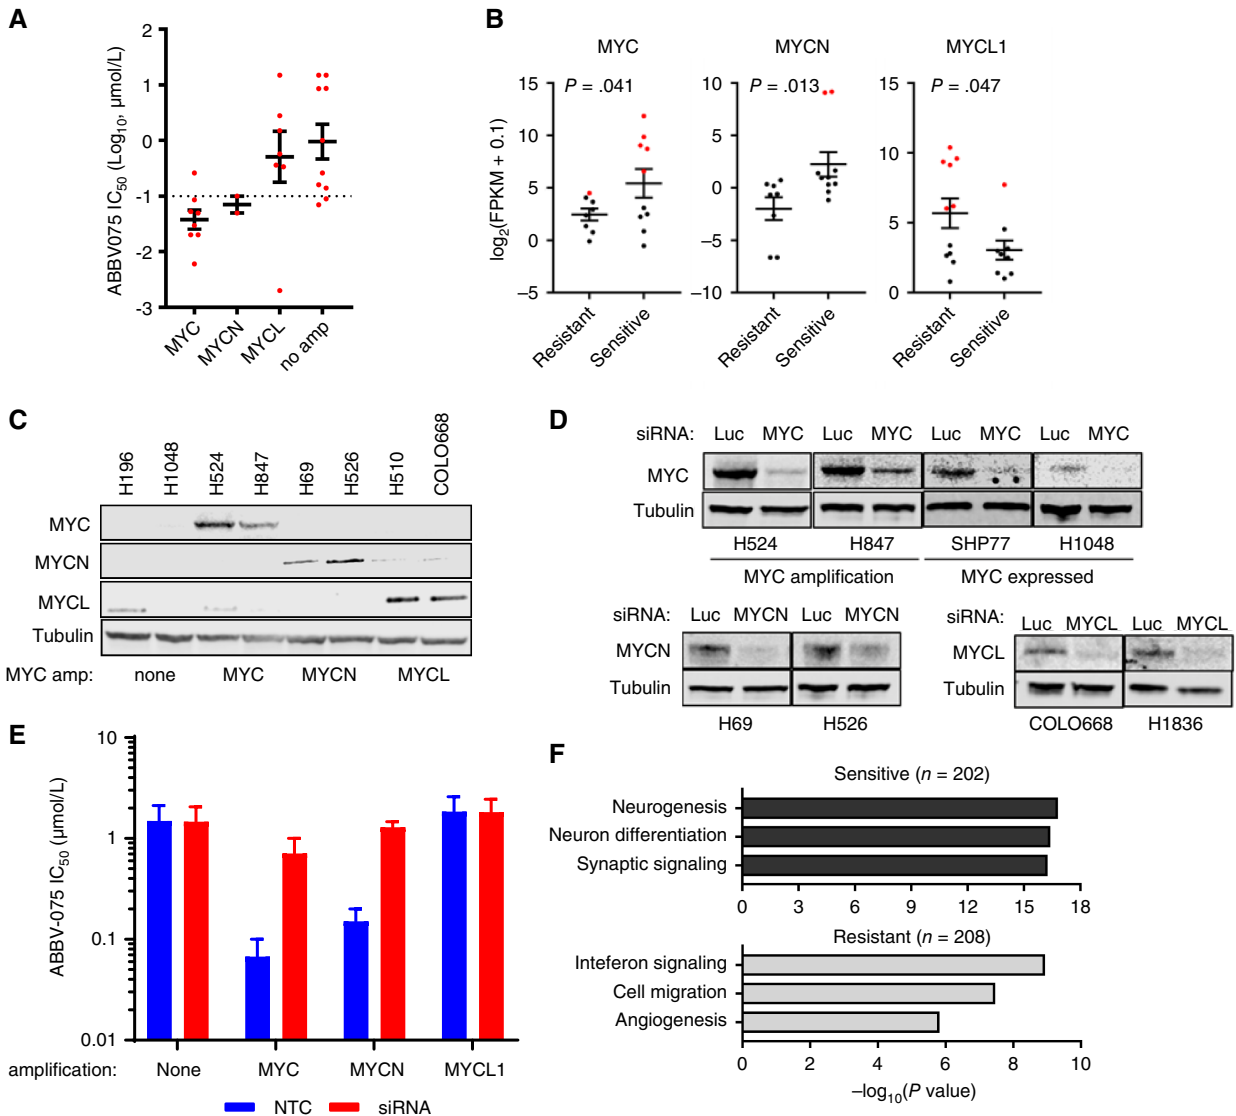 A
ABBV075 IC50 (Log10, µmol/L)
2
1
0
-1
-2
-3
MYC
MYCN
MYCL
no amp
B
log2(FPKM + 0.1)
MYC
P = .041
15
10
5
0
–5
Resistant
Sensitive
MYCN
P = .013
10
5
0
–5
–10
Resistant
Sensitive
MYCL1
P = .047
15
10
5
0
Resistant
Sensitive
C
H196
H1048
H524
H847
H69
H526
H510
COLO668
MYC
MYCN
MYCL
Tubulin
MYC amp: none MYC MYCN MYCL
D
siRNA: Luc MYC Luc MYC Luc MYC Luc MYC
MYC
Tubulin
H524 H847 SHP77 H1048
MYC amplification MYC expressed
siRNA: Luc MYCN Luc MYCN
MYCN
Tubulin
H69 H526
siRNA: Luc MYCL Luc MYCL
MYCL
Tubulin
COLO668 H1836
E
ABBV-075 IC50 (µmol/L)
10
1
0.1
0.01
amplification: None MYC MYCN MYCL1
NTC siRNA
F
Sensitive (n = 202)
Neurogenesis
Neuron differentiation
Synaptic signaling
0 3 6 9 12 15 18
Resistant (n = 208)
Inteferon signaling
Cell migration
Angiogenesis
0 2 4 6 8 10
–log10(P value)